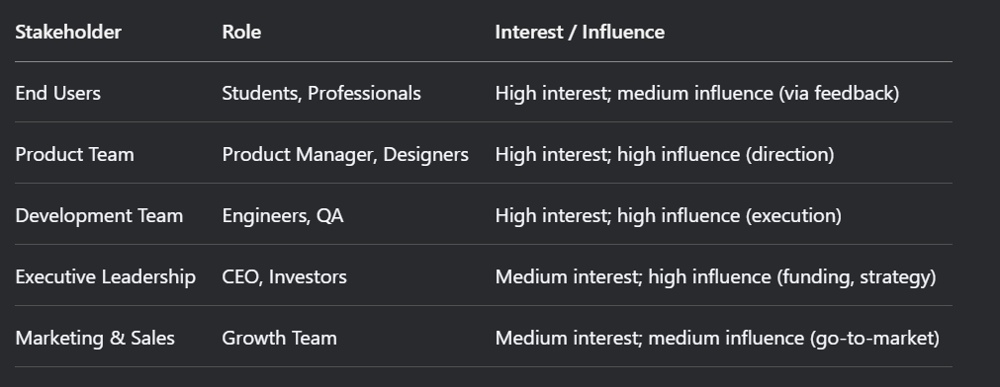 Stakeholder Role Interest / Influence
End Users Students, Professionals High interest; medium influence (via feedback)
Product Team Product Manager, Designers High interest; high influence (direction)
Development Team Engineers, QA High interest; high influence (execution)
Executive Leadership CEO, Investors Medium interest; high influence (funding, strategy)
Marketing & Sales Growth Team Medium interest; medium influence (go-to-market)